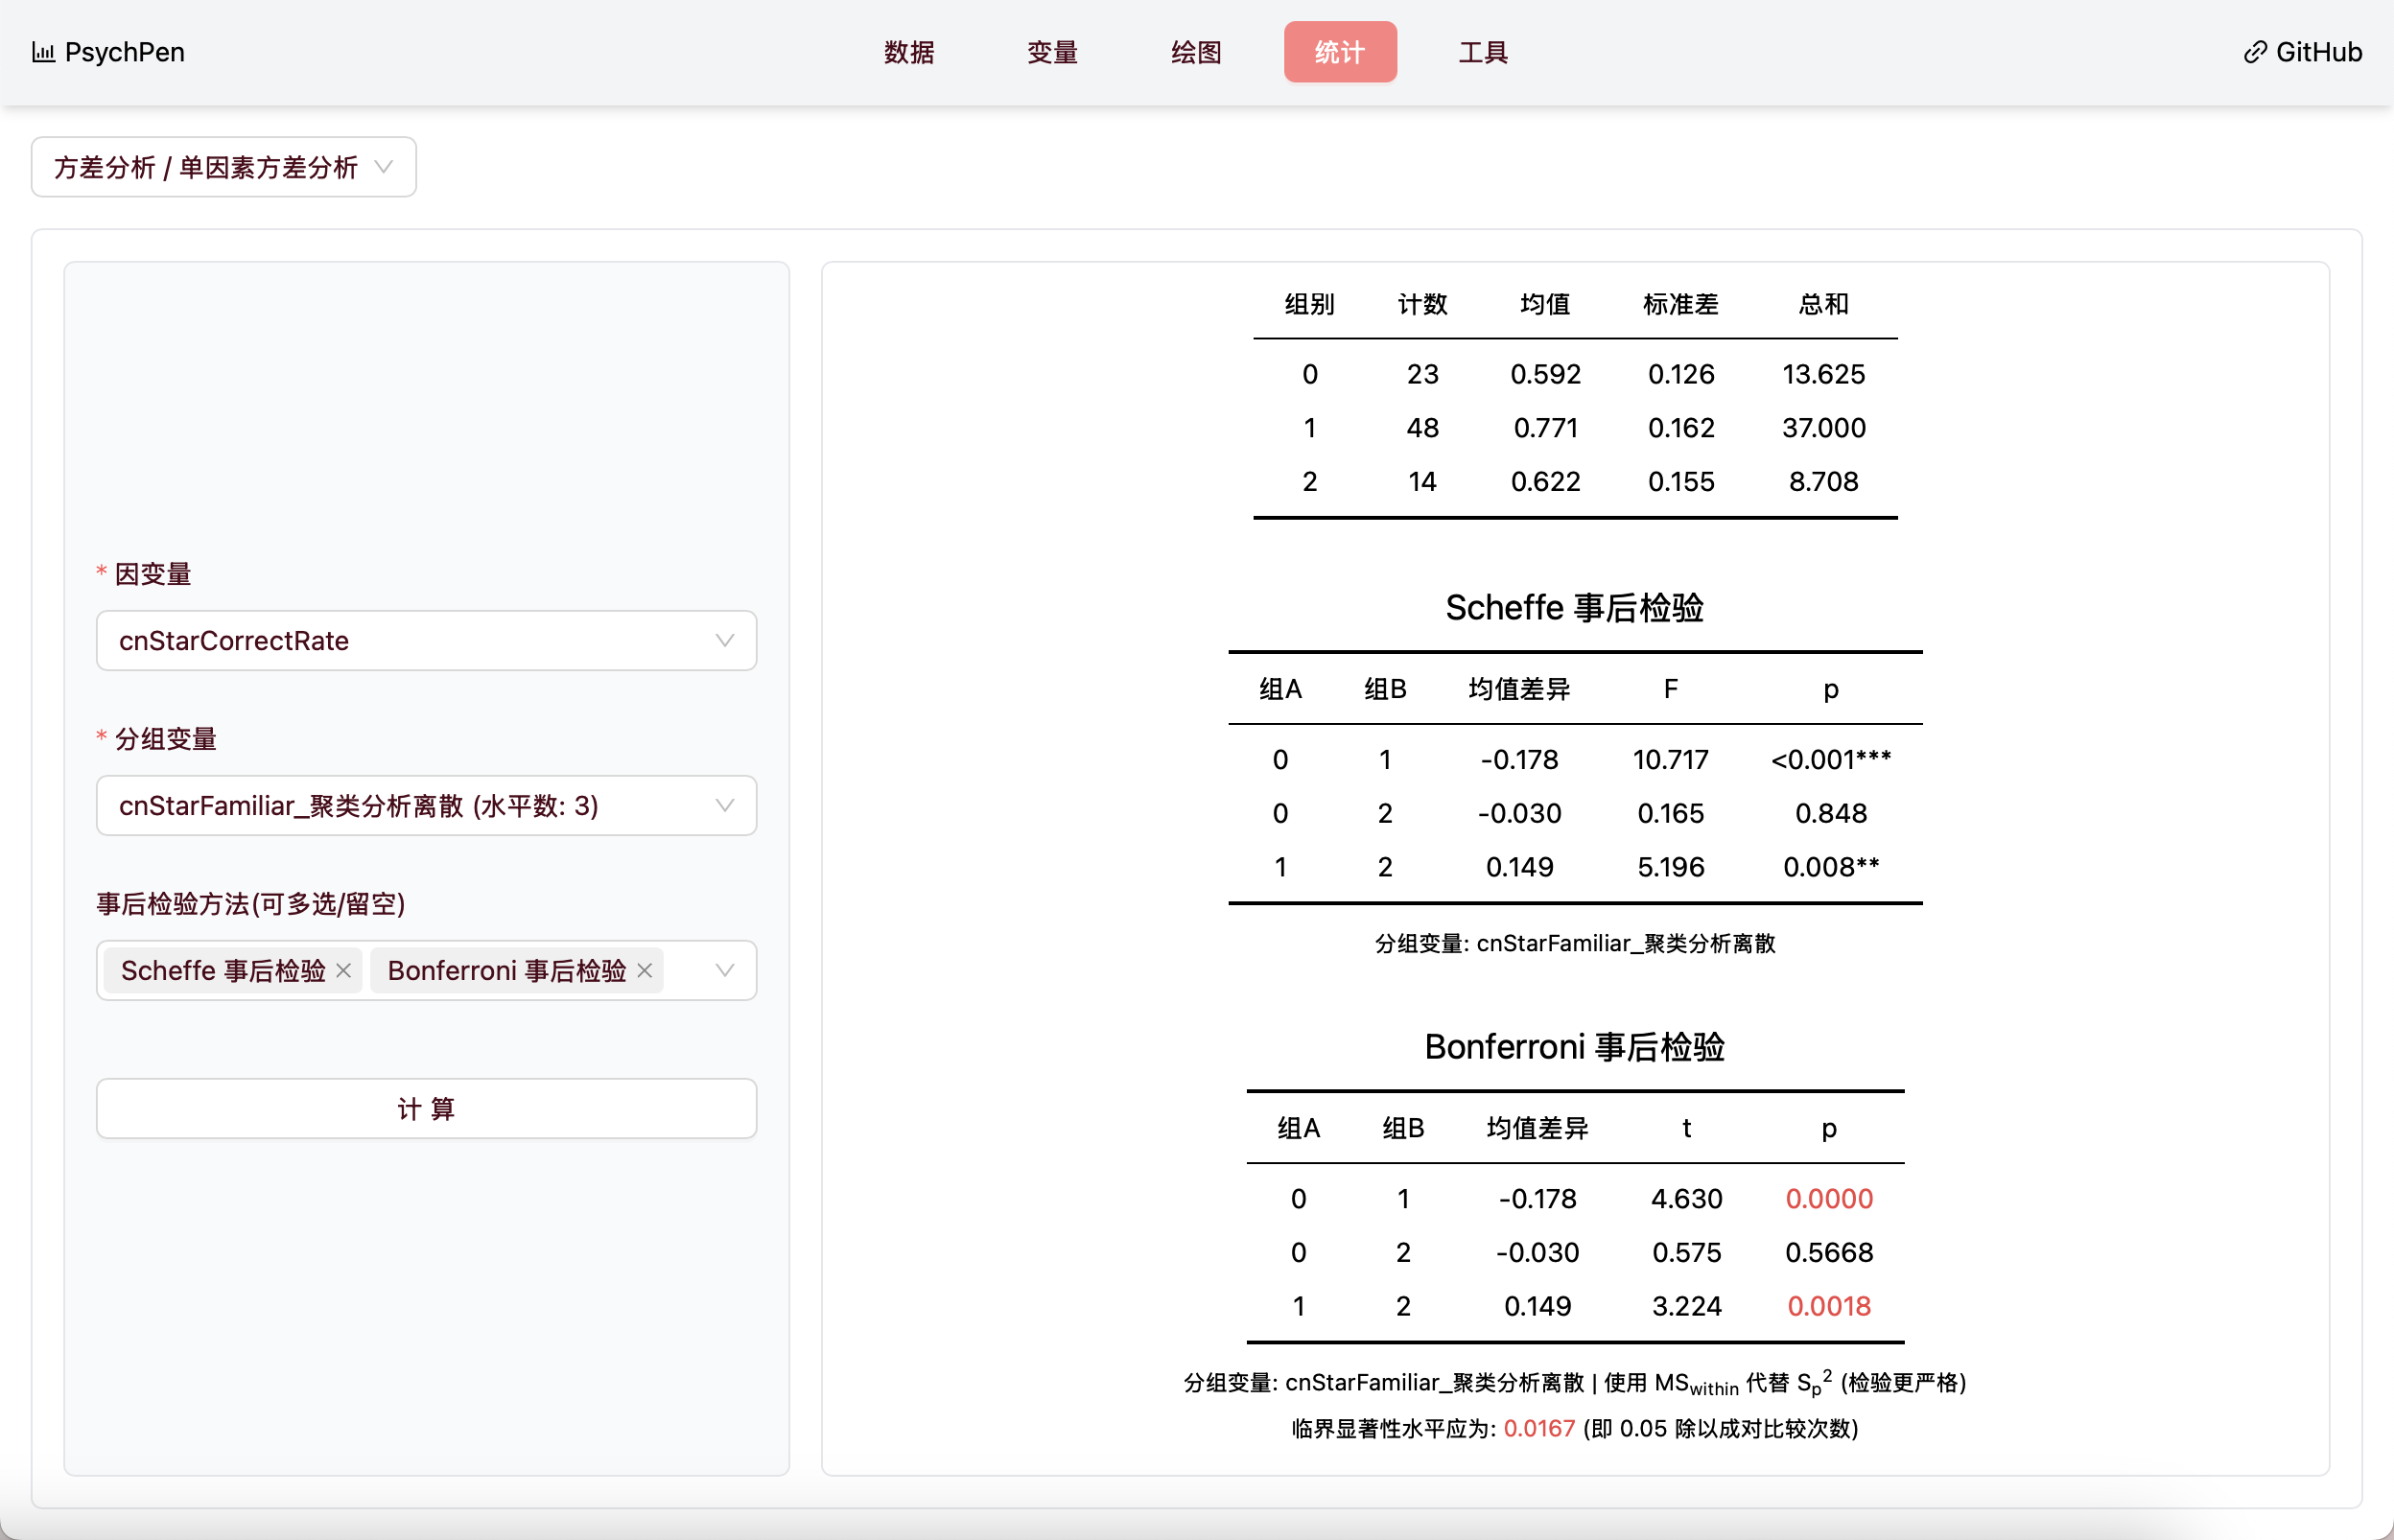 PsychPen 数据 变量 绘图 统计 工具 GitHub
方差分析 / 单因素方差分析
* 因变量
cnStarCorrectRate
* 分组变量
cnStarFamiliar_聚类分析离散 (水平数: 3)
事后检验方法(可多选/留空)
Scheffe 事后检验 × Bonferroni 事后检验 ×
计 算
组别 计数 均值 标准差 总和
0 23 0.592 0.126 13.625
1 48 0.771 0.162 37.000
2 14 0.622 0.155 8.708
Scheffe 事后检验
组A 组B 均值差异 F p
0 1 -0.178 10.717 <0.001***
0 2 -0.030 0.165 0.848
1 2 0.149 5.196 0.008**
分组变量: cnStarFamiliar_聚类分析离散
Bonferroni 事后检验
组A 组B 均值差异 t p
0 1 -0.178 4.630 0.0000
0 2 -0.030 0.575 0.5668
1 2 0.149 3.224 0.0018
分组变量: cnStarFamiliar_聚类分析离散 | 使用 MSwithin 代替 Sp2 (检验更严格)
临界显著性水平应为: 0.0167 (即 0.05 除以成对比较次数)